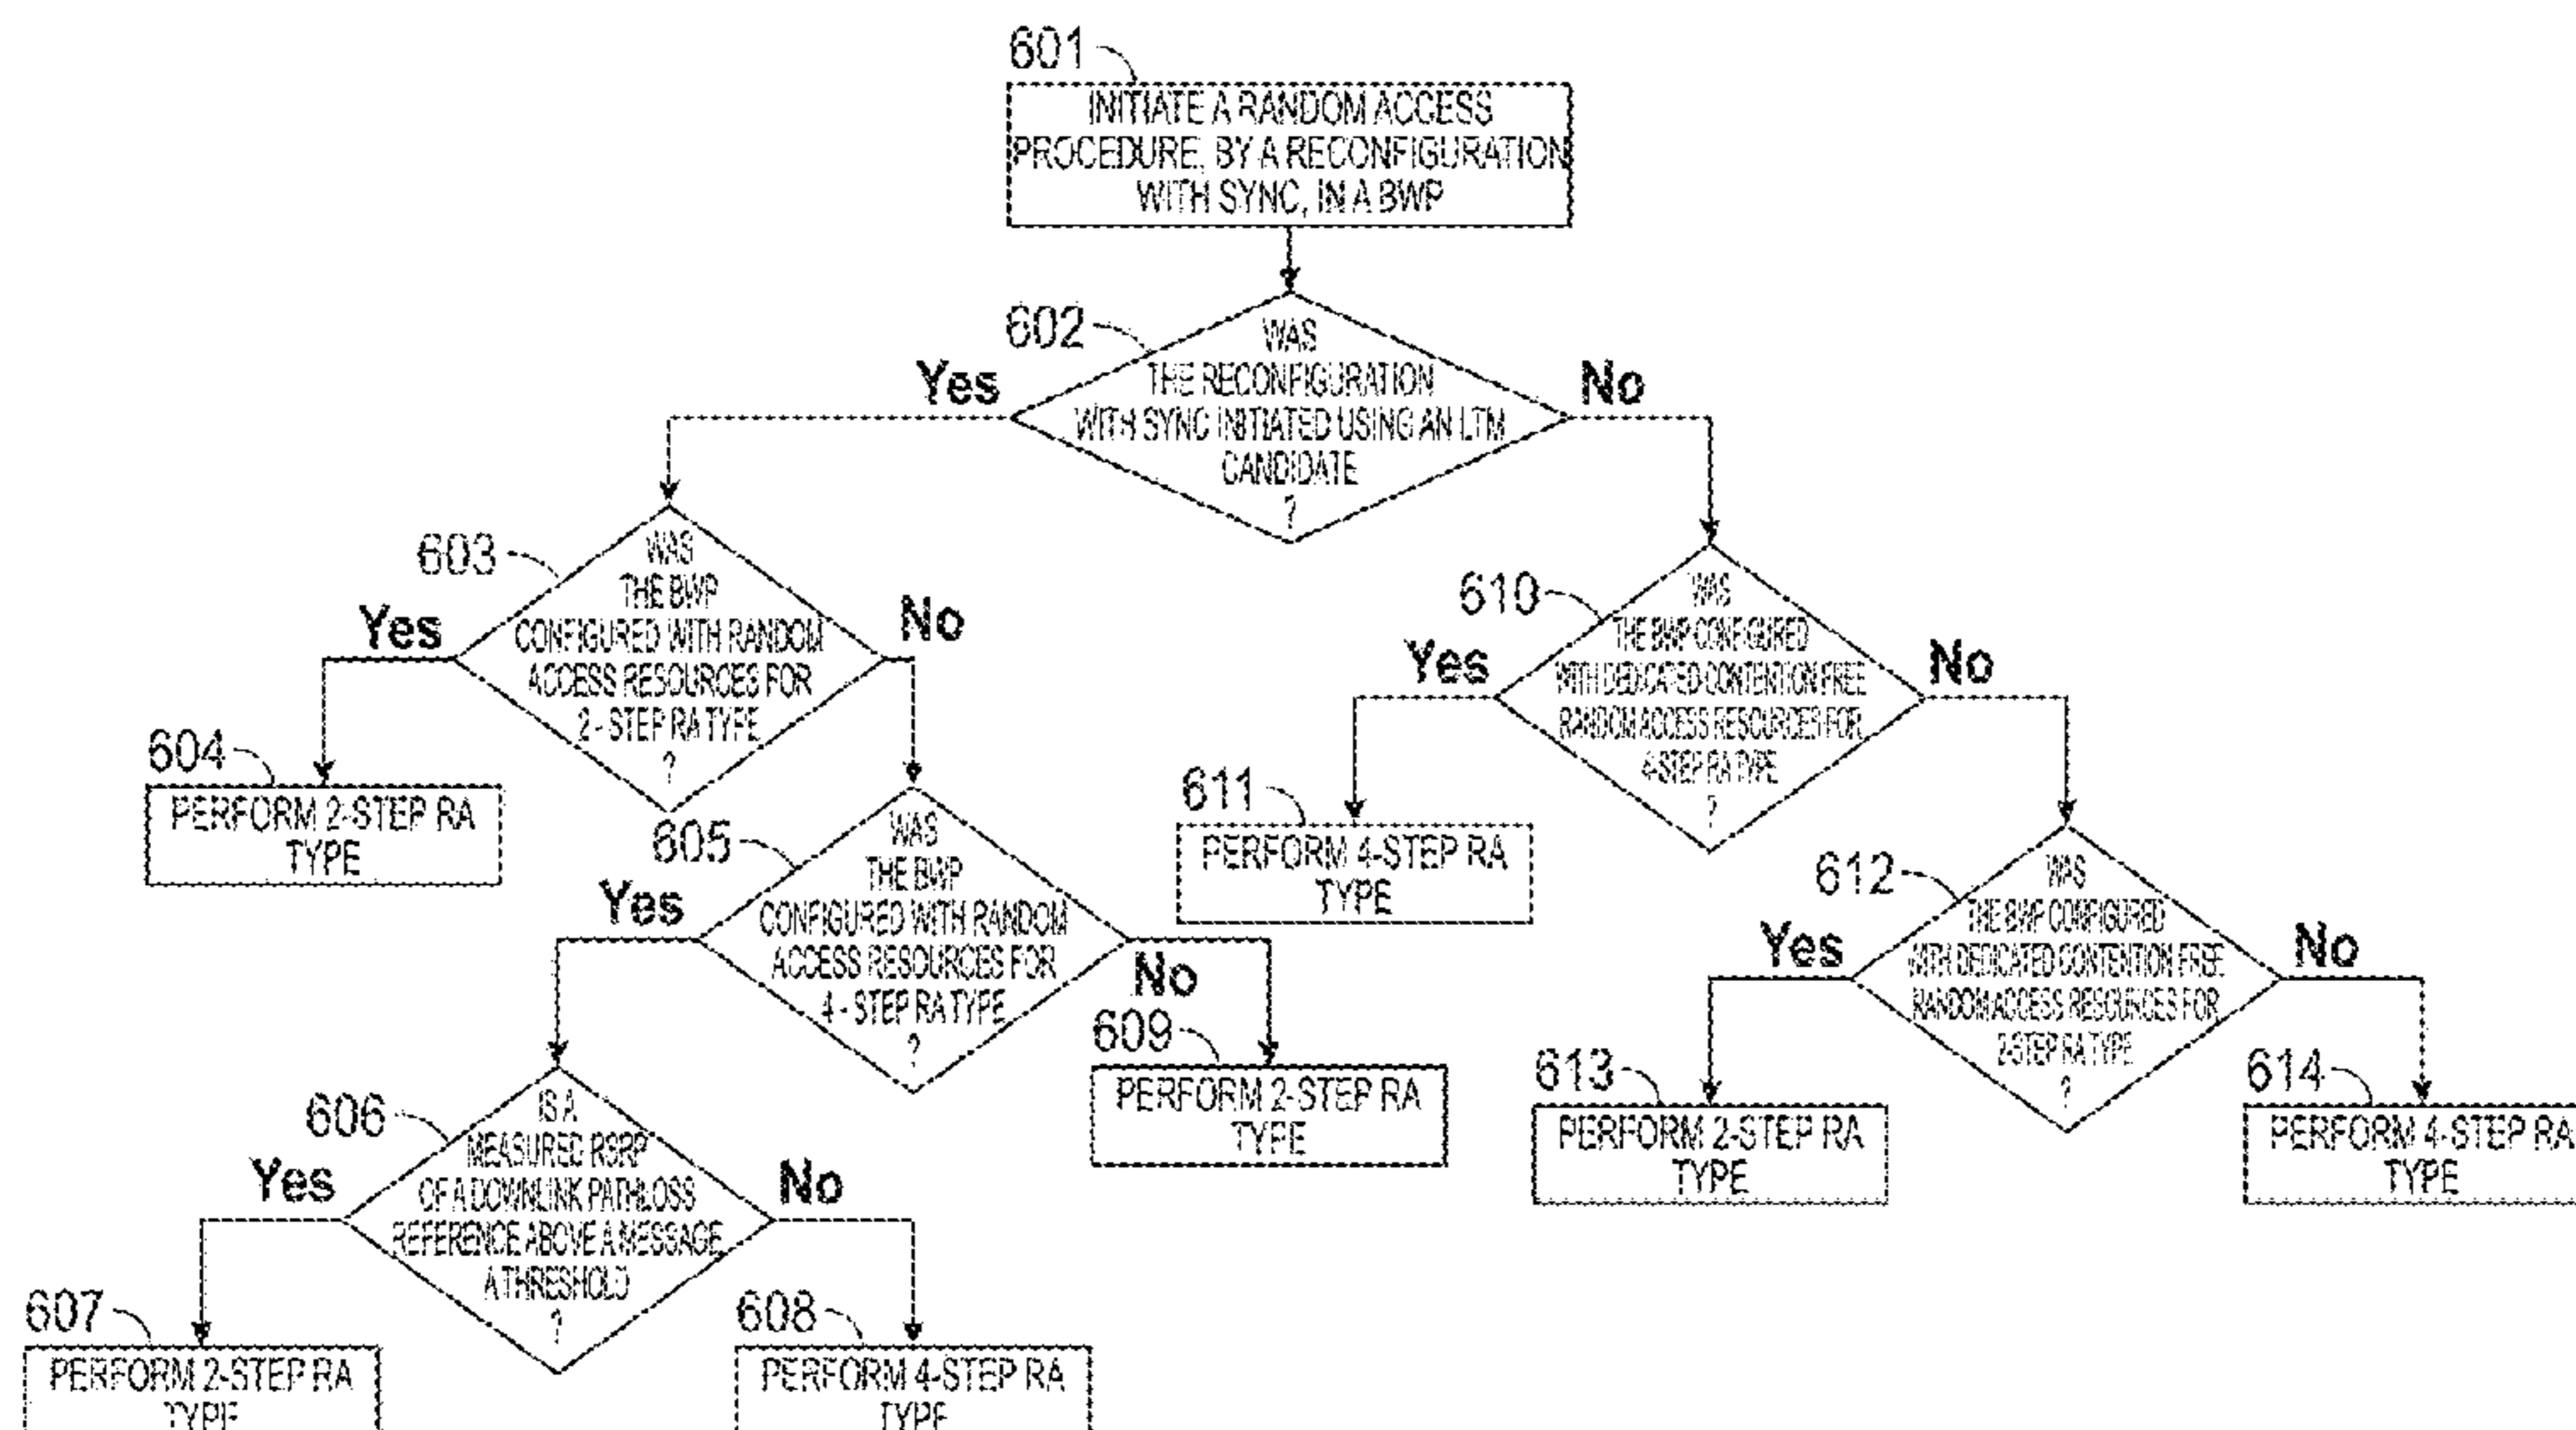 601
INITIATE A RANDOM ACCESS
PROCEDURE, BY A RECONFIGURATION
WITH SYNC, IN A BWP
602
WAS
THE RECONFIGURATION
WITH SYNC INITIATED USING AN LTM
CANDIDATE
?
Yes
No
603
WAS
THE BWP
CONFIGURED WITH RANDOM
ACCESS RESOURCES FOR
2 - STEP RA TYPE
?
Yes
No
604
PERFORM 2-STEP RA
TYPE
605
WAS
THE BWP
CONFIGURED WITH RANDOM
ACCESS RESOURCES FOR
4 - STEP RA TYPE
?
Yes
No
606
IS A
MEASURED RSRP
OF A DOWNLINK PATHLOSS
REFERENCE ABOVE A MESSAGE
A THRESHOLD
?
Yes
No
607
PERFORM 2-STEP RA
TYPE
608
PERFORM 4-STEP RA
TYPE
609
PERFORM 2-STEP RA
TYPE
610
WAS
THE BWP CONFIGURED
WITH DEDICATED CONTENTION FREE
RANDOM ACCESS RESOURCES FOR
4-STEP RA TYPE
?
Yes
No
611
PERFORM 4-STEP RA
TYPE
612
WAS
THE BWP CONFIGURED
WITH DEDICATED CONTENTION FREE
RANDOM ACCESS RESOURCES FOR
2-STEP RA TYPE
?
Yes
No
613
PERFORM 2-STEP RA
TYPE
614
PERFORM 4-STEP RA
TYPE